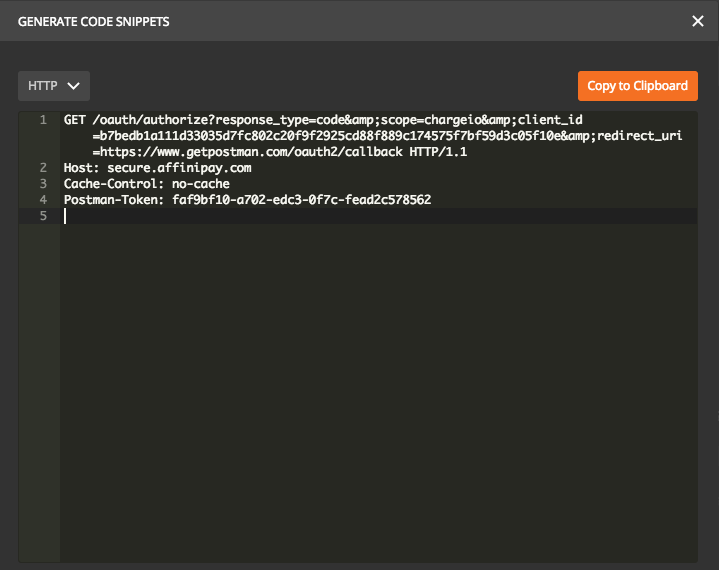 GENERATE CODE SNIPPETS
HTTP
Copy to Clipboard
1 GET /oauth/authorize?response_type=code&amp;scope=chargeio&amp;client_id
=b7bedb1a111d33035d7fc802c20f9f2925cd88f889c174575f7bf59d3c05f10e&amp;redirect_uri
=https://www.getpostman.com/oauth2/callback HTTP/1.1
2 Host: secure.affinipay.com
3 Cache-Control: no-cache
4 Postman-Token: faf9bf10-a702-edc3-0f7c-fead2c578562
5